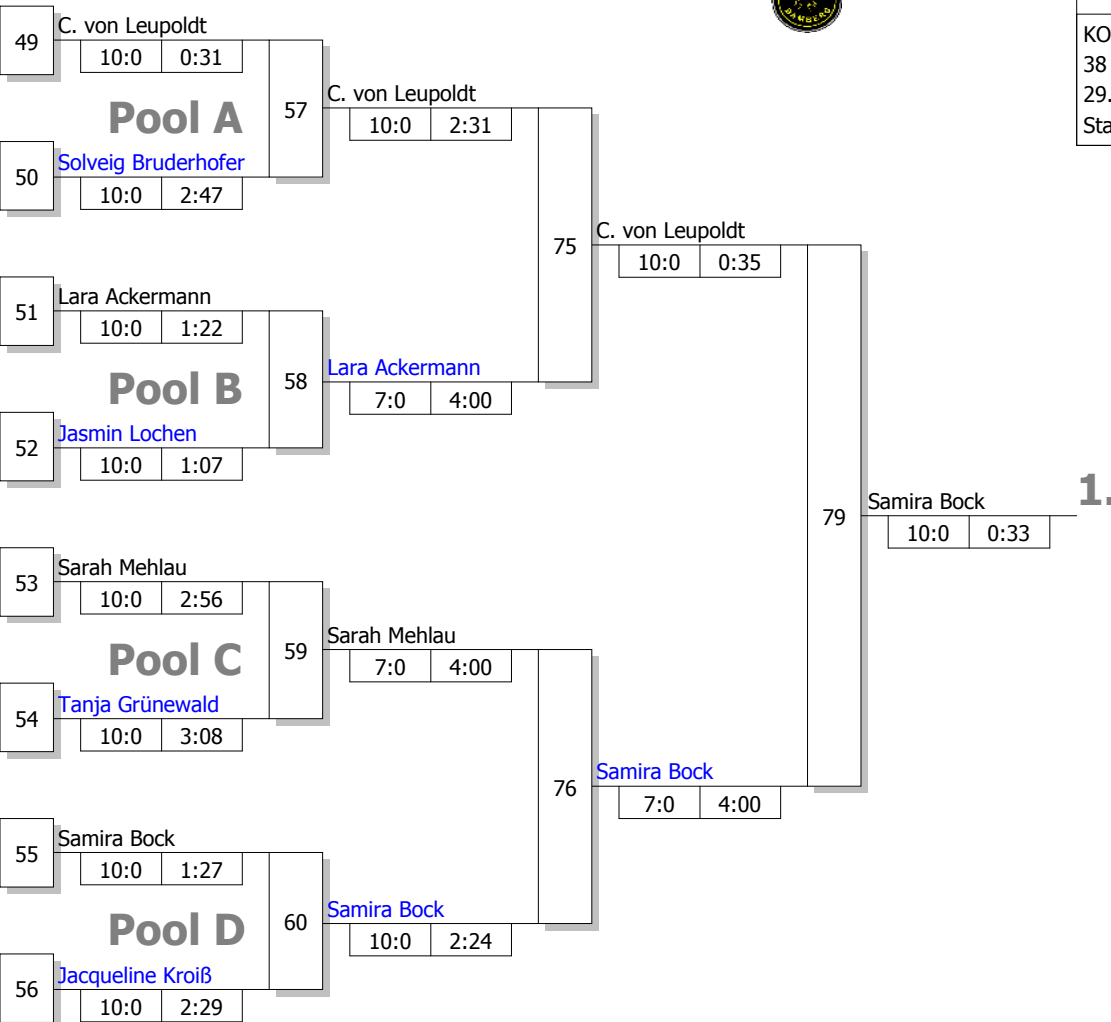 BAMBERG
KO
38
29.
Sta
49
C. von Leupoldt
10:0 0:31
Pool A
57
C. von Leupoldt
10:0 2:31
50
Solveig Bruderhofer
10:0 2:47
75
C. von Leupoldt
10:0 0:35
51
Lara Ackermann
10:0 1:22
Pool B
58
Lara Ackermann
7:0 4:00
52
Jasmin Lochen
10:0 1:07
79
Samira Bock
10:0 0:33
1.
53
Sarah Mehlau
10:0 2:56
Pool C
59
Sarah Mehlau
7:0 4:00
54
Tanja Grünewald
10:0 3:08
76
Samira Bock
7:0 4:00
55
Samira Bock
10:0 1:27
Pool D
60
Samira Bock
10:0 2:24
56
Jacqueline Kroiß
10:0 2:29